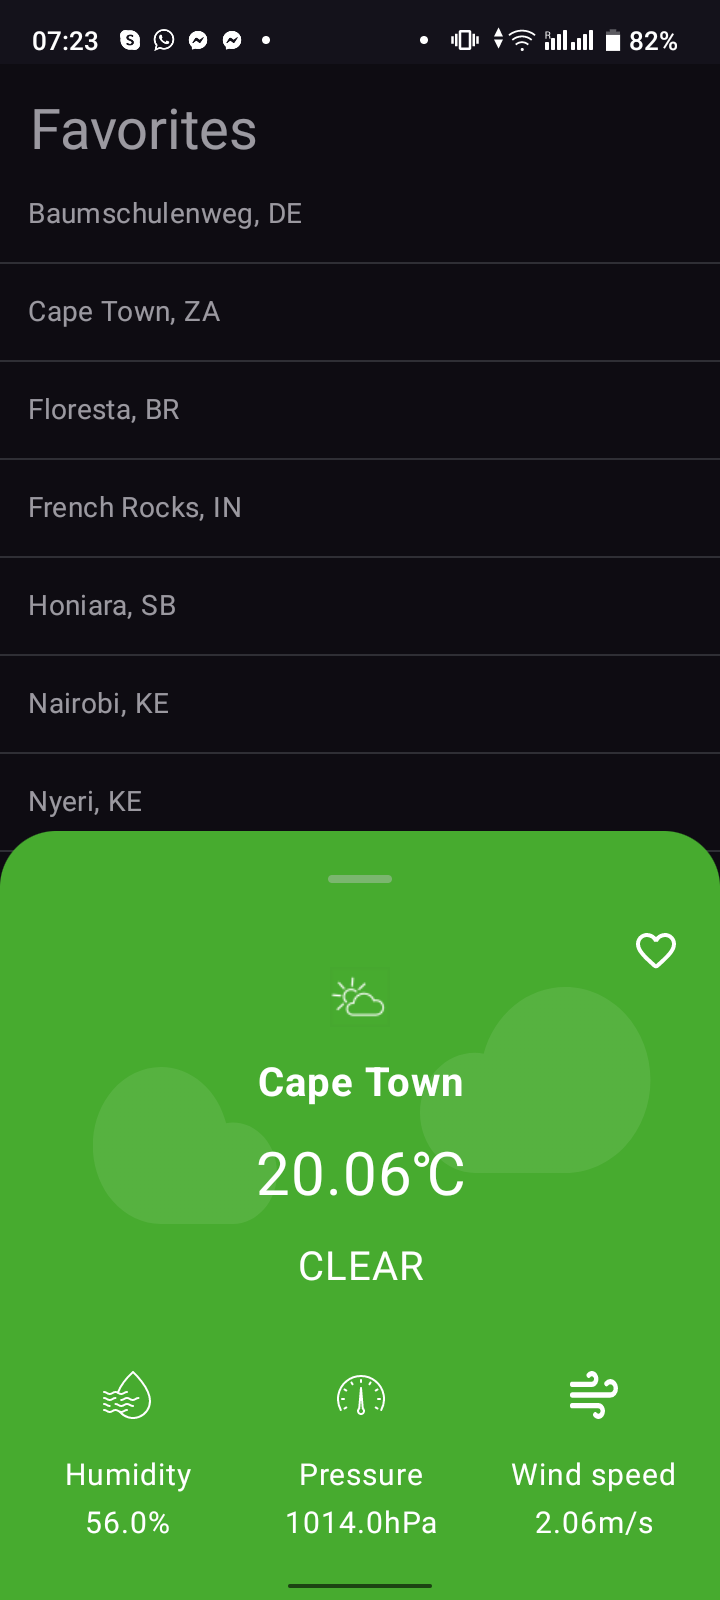 07:23 82%
Favorites
Baumschulenweg, DE
Cape Town, ZA
Floresta, BR
French Rocks, IN
Honiara, SB
Nairobi, KE
Nyeri, KE
Cape Town
20.06℃
CLEAR
Humidity Pressure Wind speed
56.0% 1014.0hPa 2.06m/s